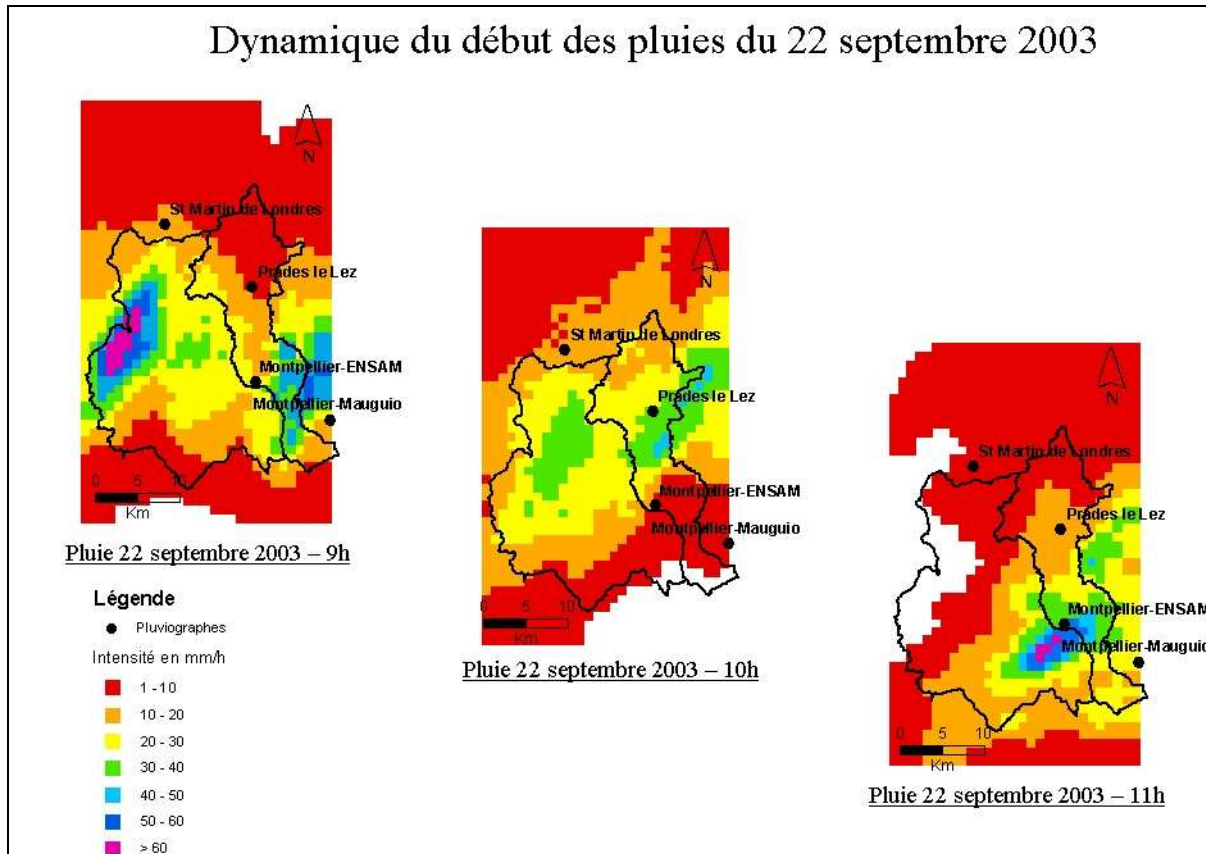 Dynamique du début des pluies du 22 septembre 2003
N
St Martin de Londres
Prades le Lez
Montpellier-ENSAM
Montpellier-Mauguio
0 5 10
Km
Pluie 22 septembre 2003 – 9h
N
St Martin de Londres
Prades le Lez
Montpellier-ENSAM
Montpellier-Mauguio
0 5 10
Km
Pluie 22 septembre 2003 – 10h
N
St Martin de Londres
Prades le Lez
Montpellier-ENSAM
Montpellier-Mauguio
0 5 10
Km
Pluie 22 septembre 2003 – 11h
Légende
Pluviographes
Intensité en mm/h
1 - 10
10 - 20
20 - 30
30 - 40
40 - 50
50 - 60
> 60